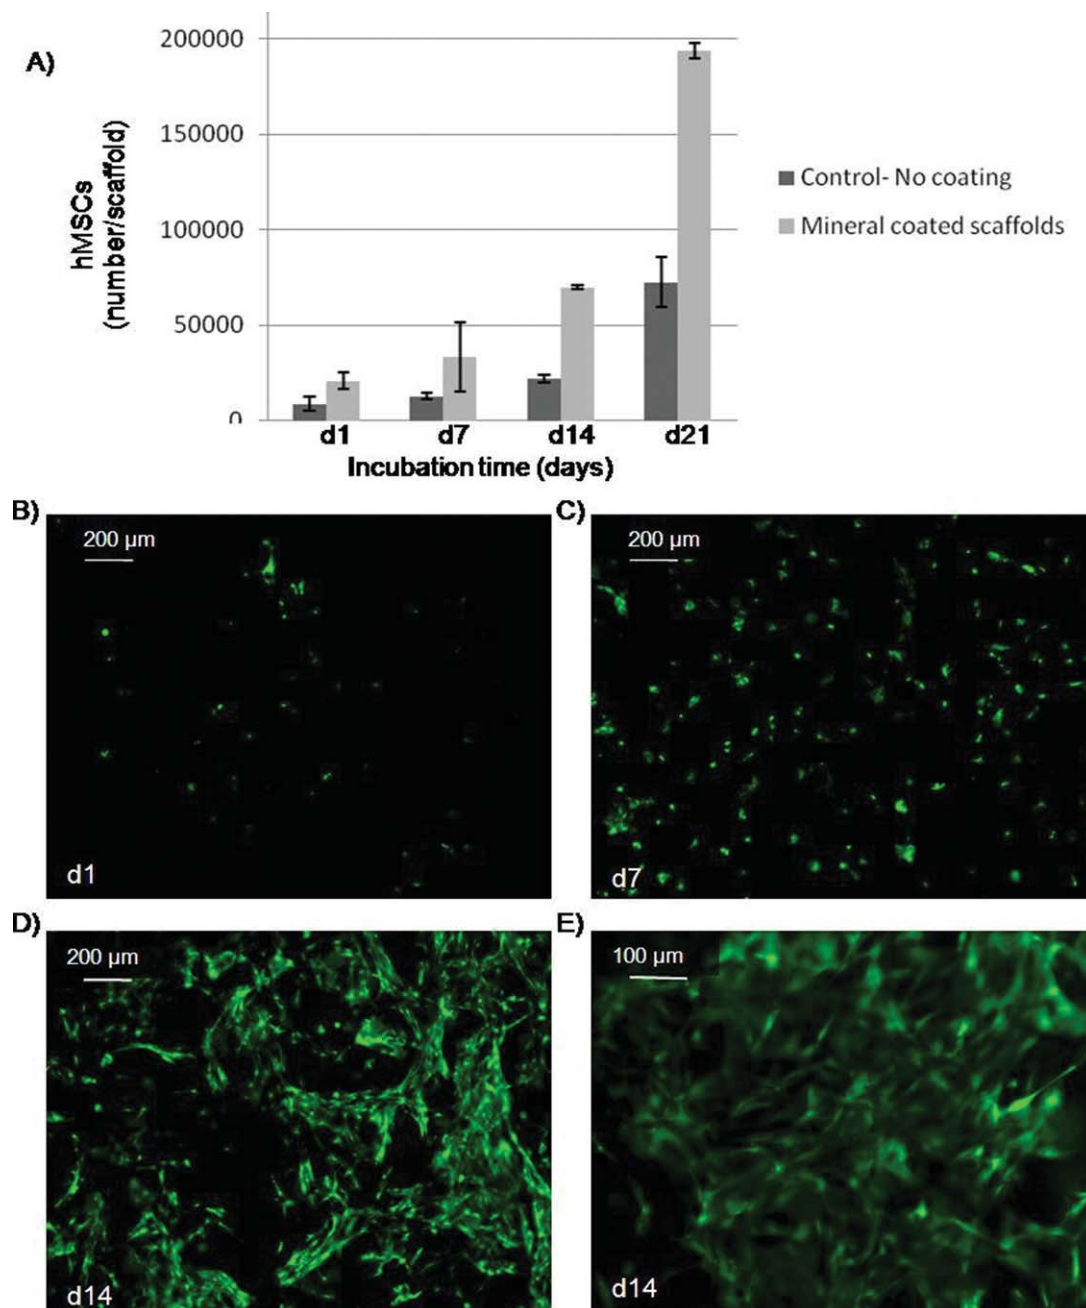 A)
200000
150000
100000
50000
0
hMSCs
(number/scaffold)
d1 d7 d14 d21
Incubation time (days)
Control- No coating
Mineral coated scaffolds
B)
200 µm
d1
C)
200 µm
d7
D)
200 µm
d14
E)
100 µm
d14